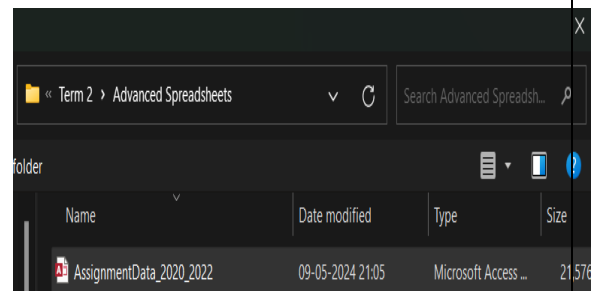 « Term 2 > Advanced Spreadsheets
Search Advanced Spreadsh...
folder
Name Date modified Type Size
AssignmentData_2020_2022 09-05-2024 21:05 Microsoft Access ... 21,576